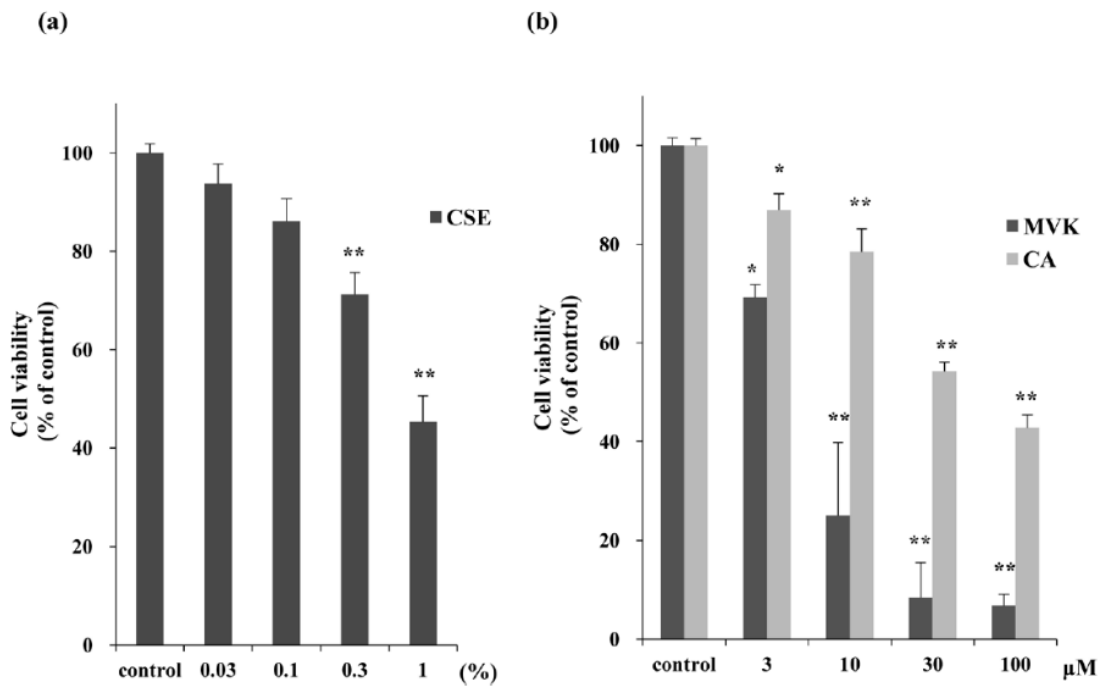 (a)
100
80
60
40
20
0
Cell viability
(% of control)
CSE
**
**
control 0.03 0.1 0.3 1 (%)
(b)
100
80
60
40
20
0
Cell viability
(% of control)
MVK
CA
*
*
**
**
**
**
**
**
control 3 10 30 100 µM